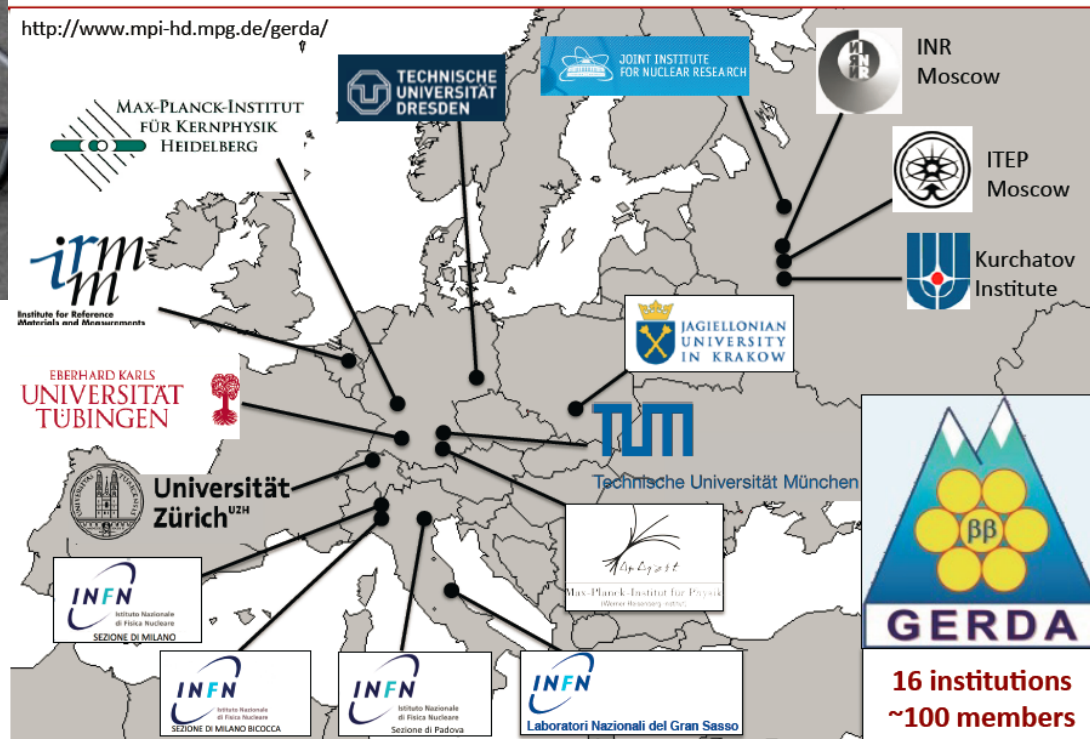 http://www.mpi-hd.mpg.de/gerda/
TECHNISCHE
UNIVERSITÄT
DRESDEN
JOINT INSTITUTE
FOR NUCLEAR RESEARCH
INR
Moscow
MAX-PLANCK-INSTITUT
FÜR KERNPHYSIK
HEIDELBERG
ITEP
Moscow
irmm
Institute for Reference
Materials and Measurements
Kurchatov
Institute
JAGIELLONIAN
UNIVERSITY
IN KRAKOW
EBERHARD KARLS
UNIVERSITÄT
TÜBINGEN
TUM
Technische Universität München
Universität
Zürich UZH
Max-Planck-Institut für Physik
(Werner-Heisenberg-Institut)
INFN
Istituto Nazionale
di Fisica Nucleare
SEZIONE DI MILANO
INFN
Istituto Nazionale
di Fisica Nucleare
SEZIONE DI MILANO BICOCCA
INFN
Istituto Nazionale
di Fisica Nucleare
Sezione di Padova
INFN
Laboratori Nazionali del Gran Sasso
ββ
GERDA
16 institutions
~100 members